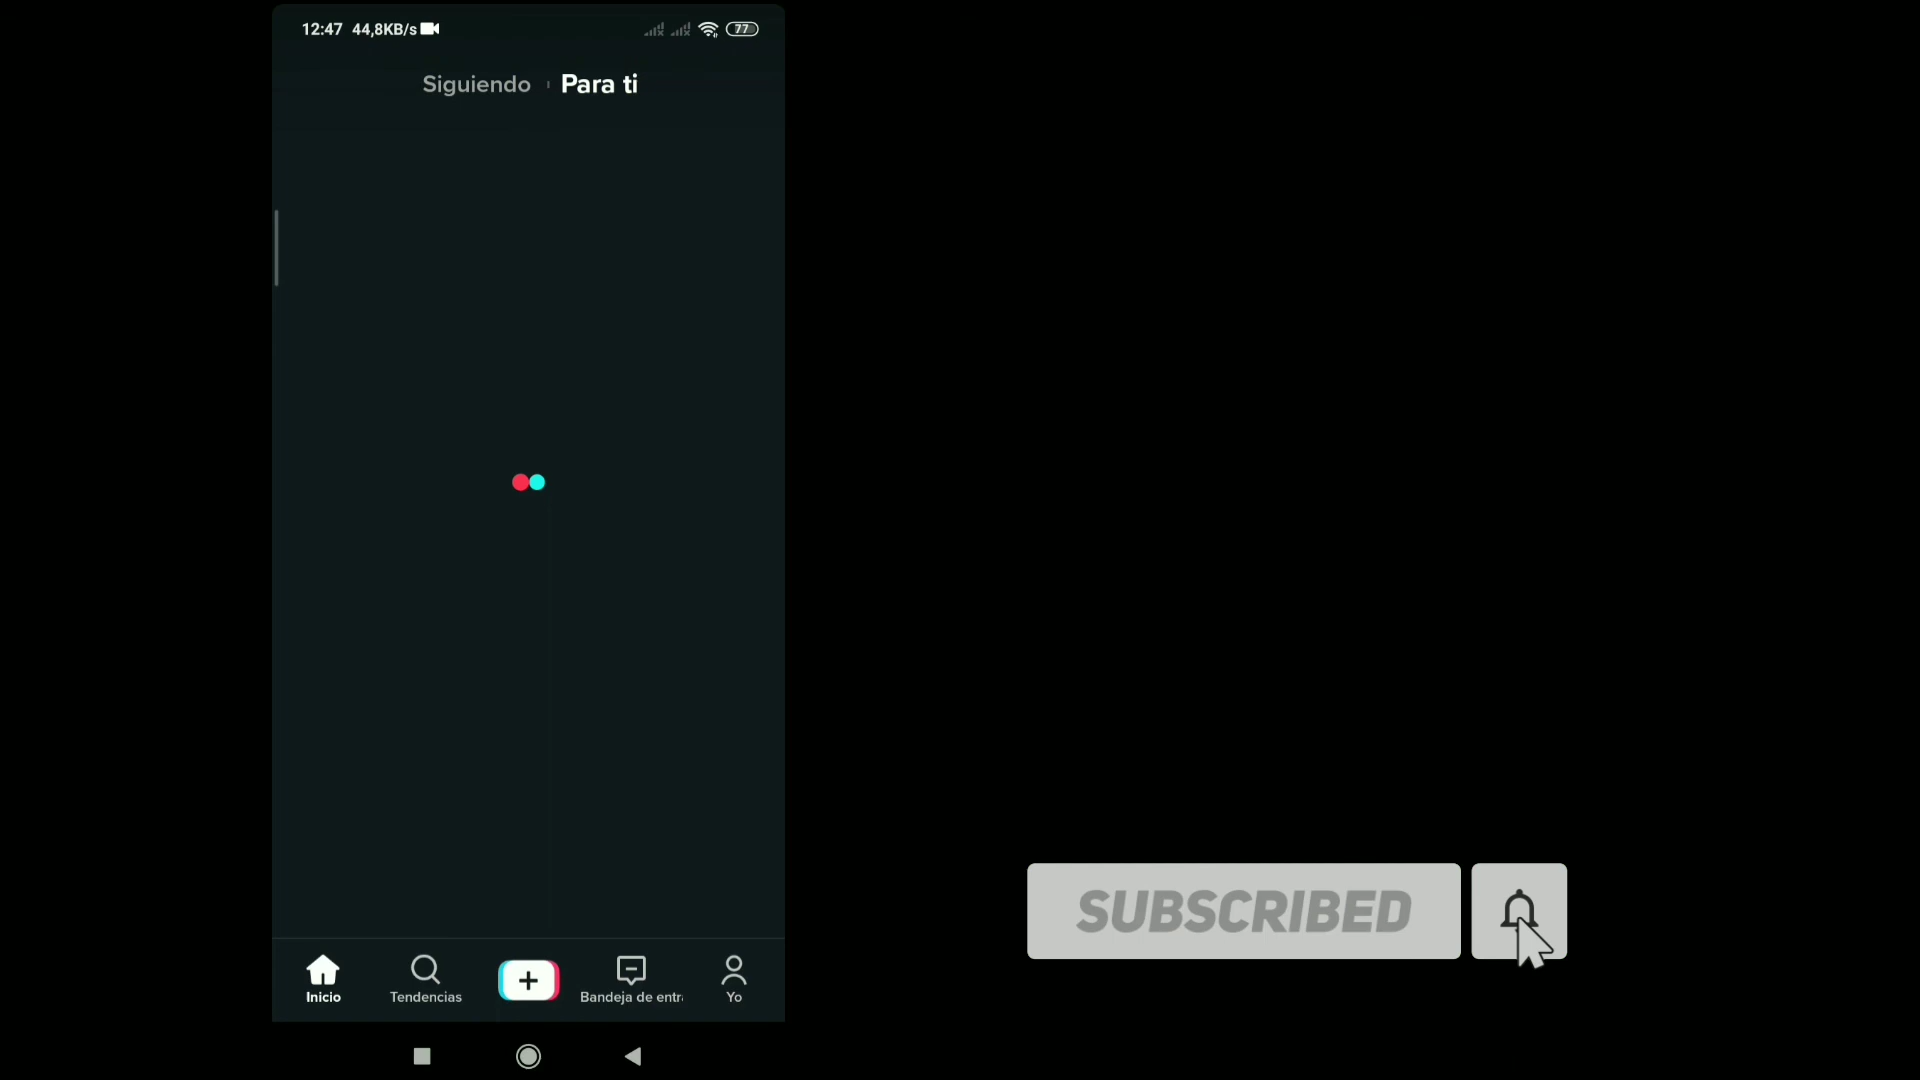 12:47 44,8KB/s 77
Siguiendo Para ti
SUBSCRIBED
Inicio Tendencias Bandeja de entr Yo